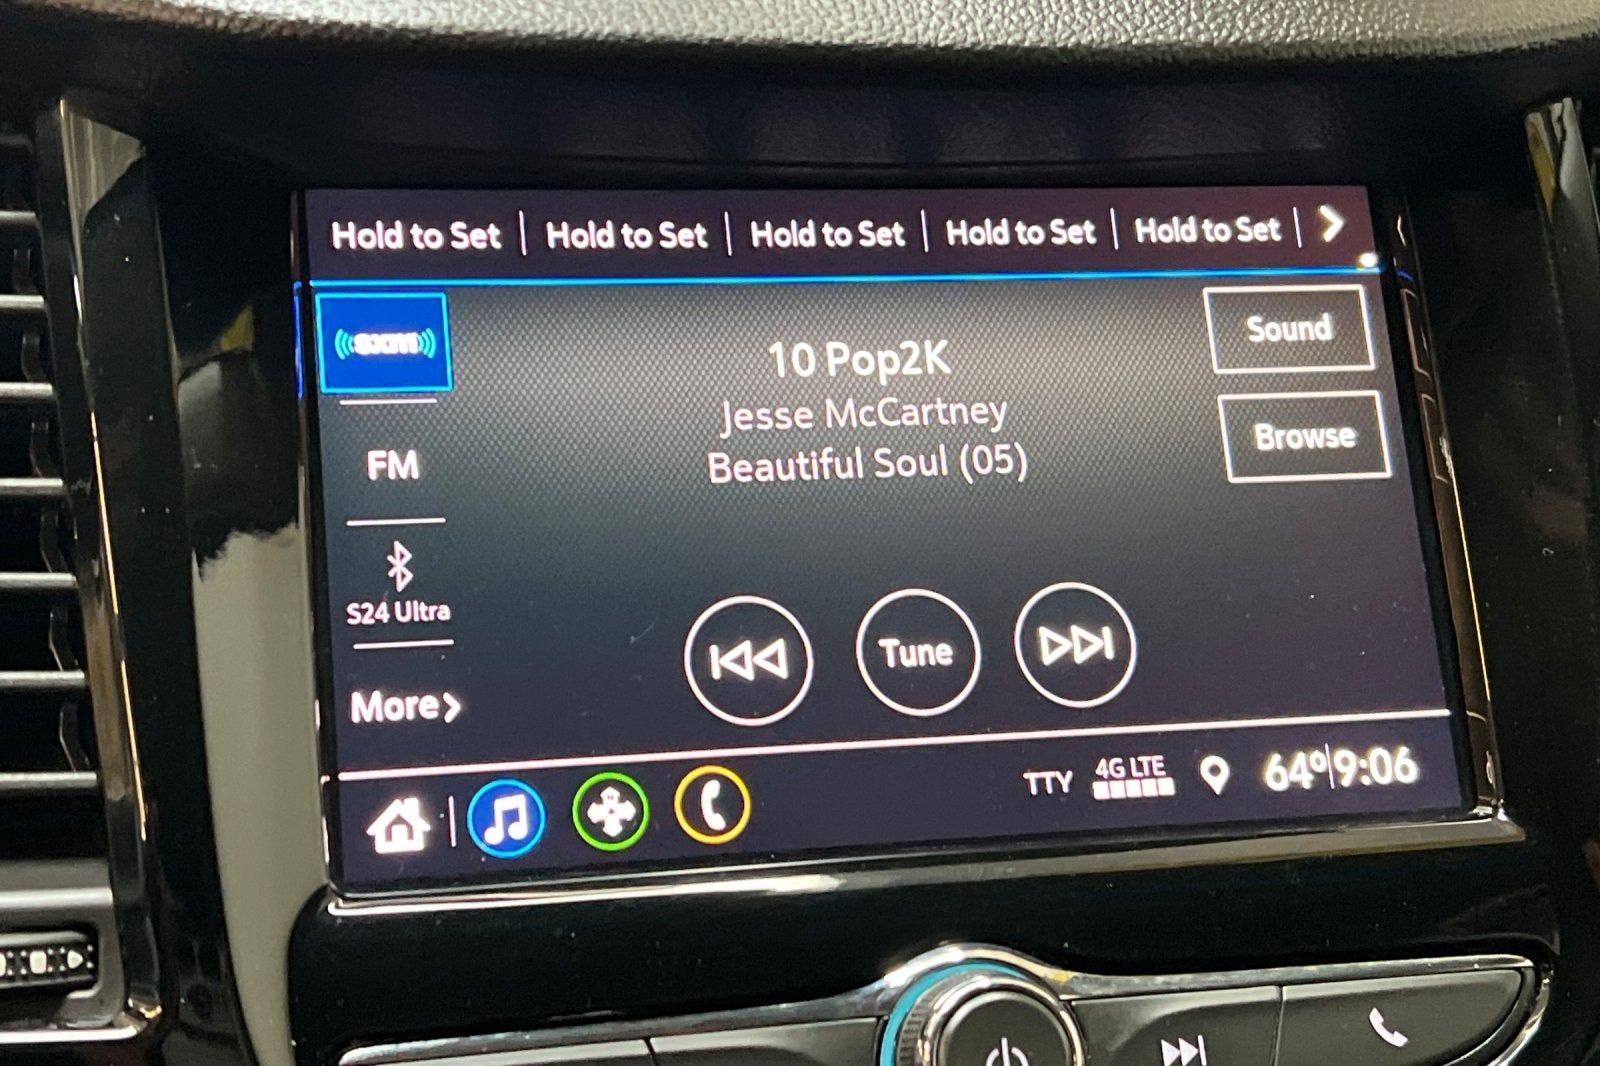 Hold to Set | Hold to Set | Hold to Set | Hold to Set | Hold to Set |
sxm
10 Pop2K
Jesse McCartney
Beautiful Soul (05)
Sound
Browse
FM
S24 Ultra
More
Tune
TTY
4G LTE
64°|9:06